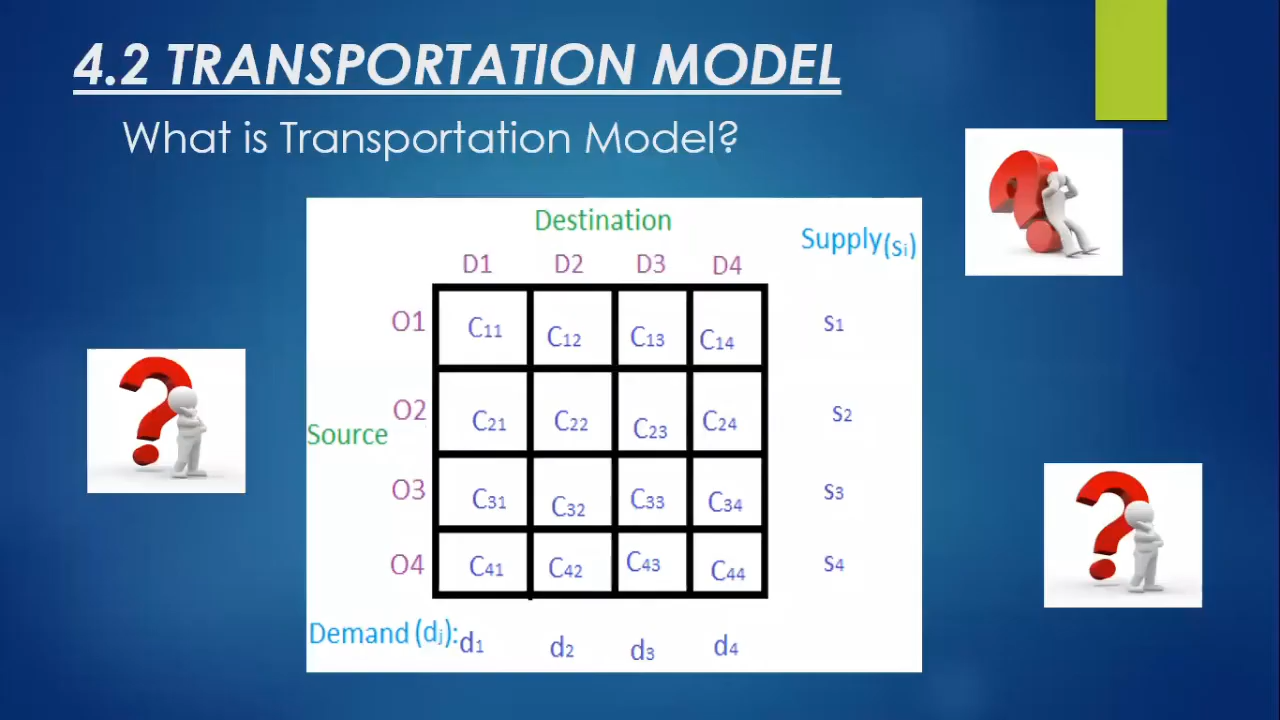 4.2 TRANSPORTATION MODEL
What is Transportation Model?
Destination
Supply(si)
D1 D2 D3 D4
O1 C11 C12 C13 C14 s1
O2 C21 C22 C23 C24 s2
Source
O3 C31 C32 C33 C34 s3
O4 C41 C42 C43 C44 s4
Demand (dj): d1 d2 d3 d4